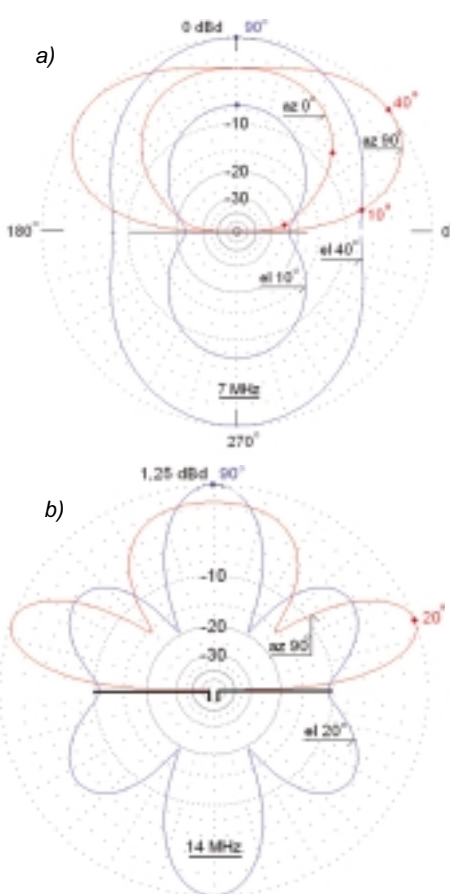 a)
0 dBd 90°
40°
az 0°
-10
az 90°
-20
-30
10°
180°
0
el 40°
el 10°
7 MHz
270°
b)
1,25 dBd 90°
-10
20°
-20
az 90°
-30
el 20°
14 MHz